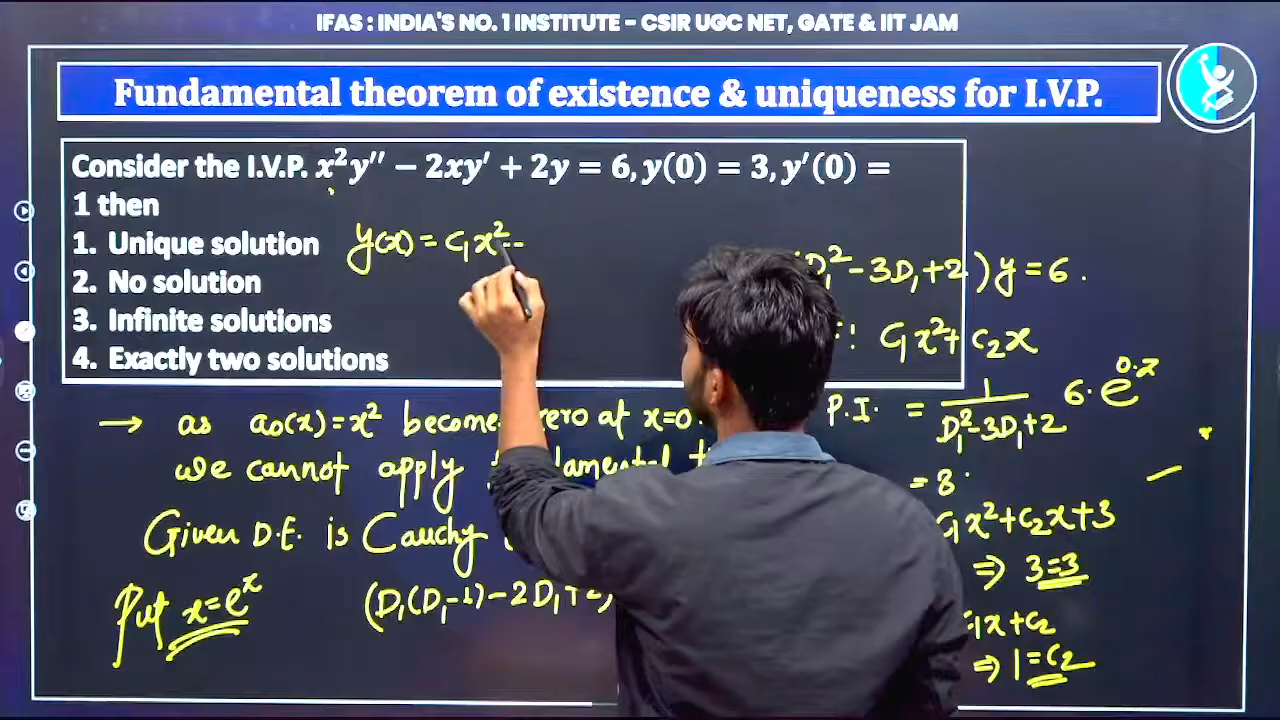 IFAS : INDIA'S NO. 1 INSTITUTE - CSIR UGC NET, GATE & IIT JAM
Fundamental theorem of existence & uniqueness for I.V.P.
Consider the I.V.P. x²y″ − 2xy′ + 2y = 6, y(0) = 3, y′(0) =
1 then
1. Unique solution
2. No solution
3. Infinite solutions
4. Exactly two solutions
y(x) = C₁x²
D₁² - 3D₁ + 2 ) y = 6 .
: C₁x² + C₂x
→ as a₀(x) = x² become zero at x=0
we cannot apply
Given D.E. is Cauchy
Put x = eˣ
(D₁(D₁-1) - 2D₁ + 2
P.I. = 1/(D₁²-3D₁+2) 6·e^{0·x}
= 8
C₁x² + C₂x + 3
⇒ 3=3
x + C₂
⇒ 1 = C₂